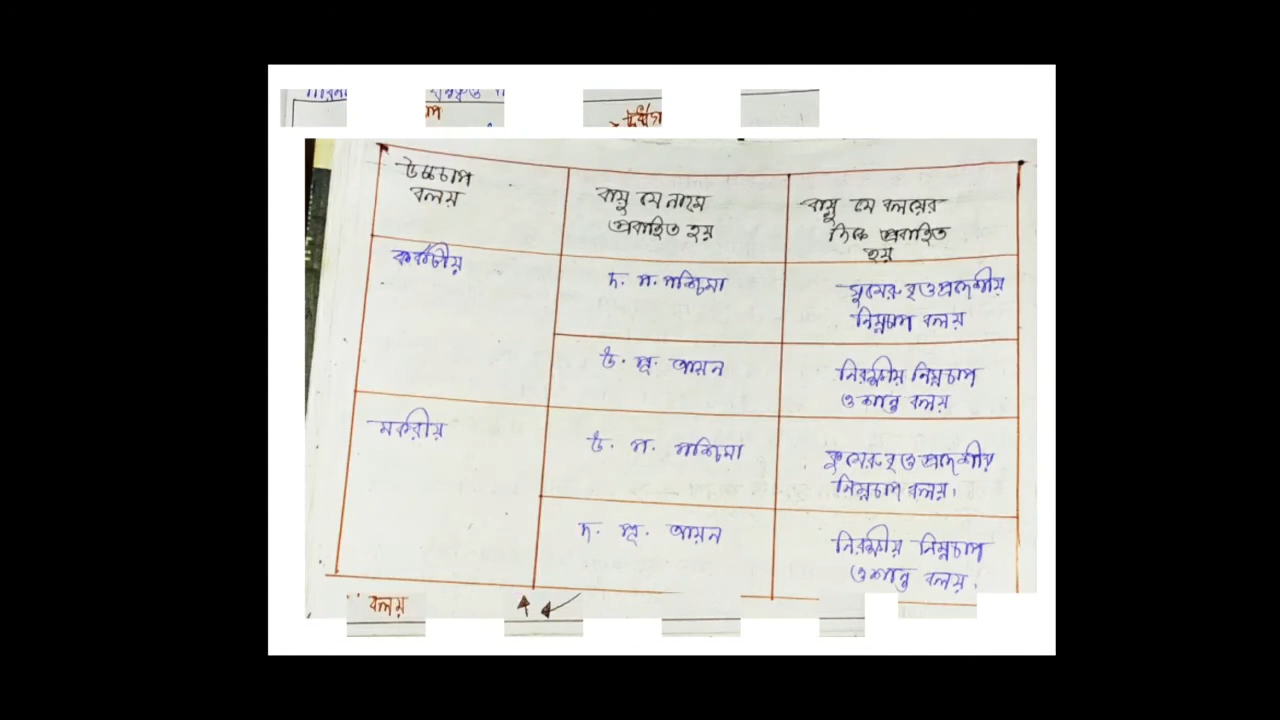 উচ্চচাপ
বলয়
বায়ু যে নামে
প্রবাহিত হয়
বায়ু যে বলয়ের
দিকে প্রবাহিত
হয়
কর্কটীয়
দ. প. পশ্চিমা
সুমেরু বৃত্ত প্রদেশীয়
নিম্নচাপ বলয়
উ. পূ. আয়ন
নিরক্ষীয় নিম্নচাপ
ও শান্ত বলয়
মকরীয়
উ. প. পশ্চিমা
কুমেরু বৃত্ত প্রদেশীয়
নিম্নচাপ বলয়।
দ. পূ. আয়ন
নিরক্ষীয় নিম্নচাপ
ও শান্ত বলয়।
বলয়